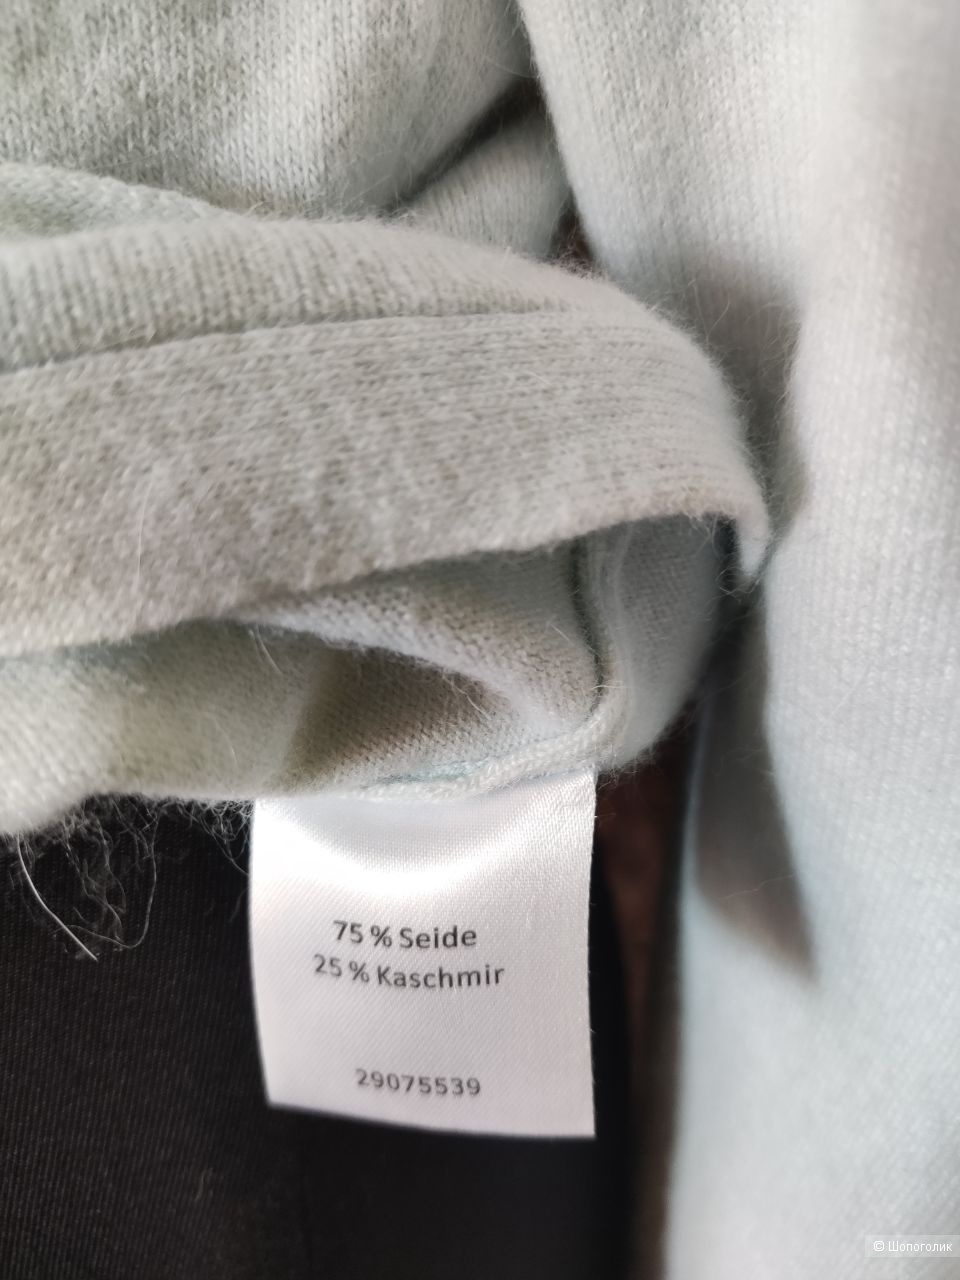 75 % Seide
25 % Kaschmir
29075539
© Шопоголик